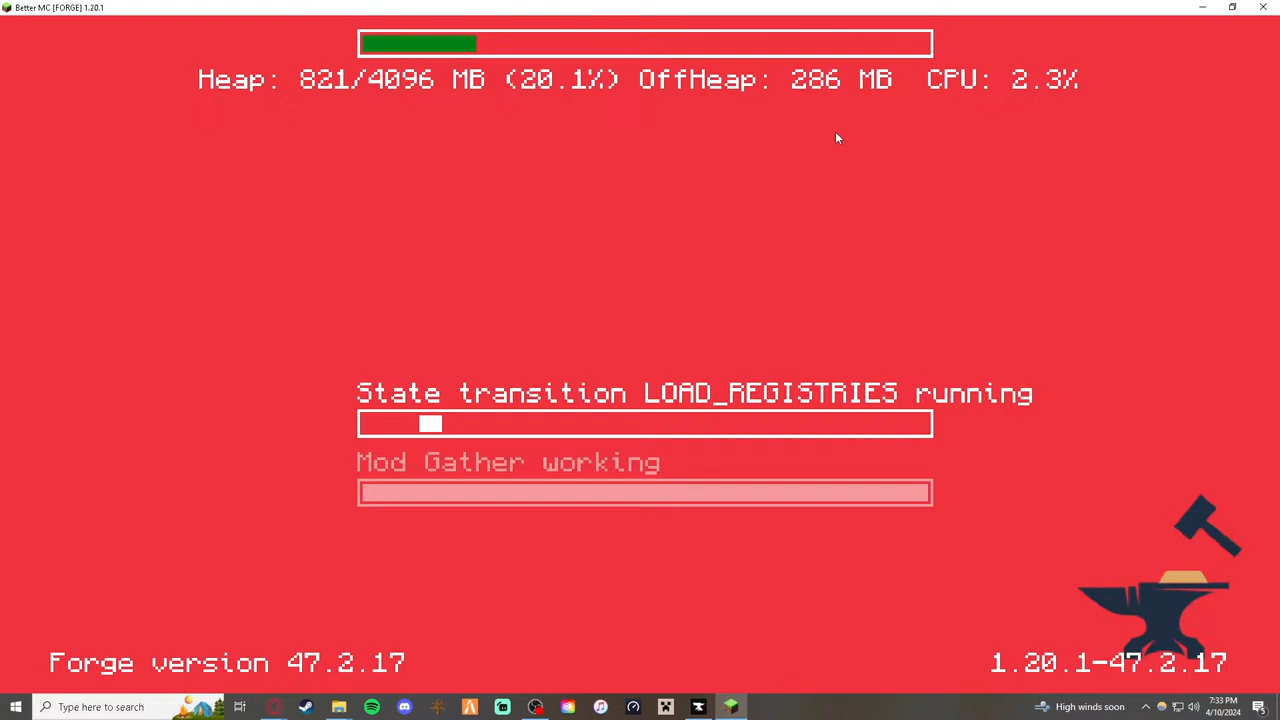 Better MC [FORGE] 1.20.1
Heap: 821/4096 MB (20.1%) OffHeap: 286 MB CPU: 2.3%
State transition LOAD_REGISTRIES running
Mod Gather working
Forge version 47.2.17
1.20.1-47.2.17
Type here to search
High winds soon
7:33 PM
4/10/2024
5